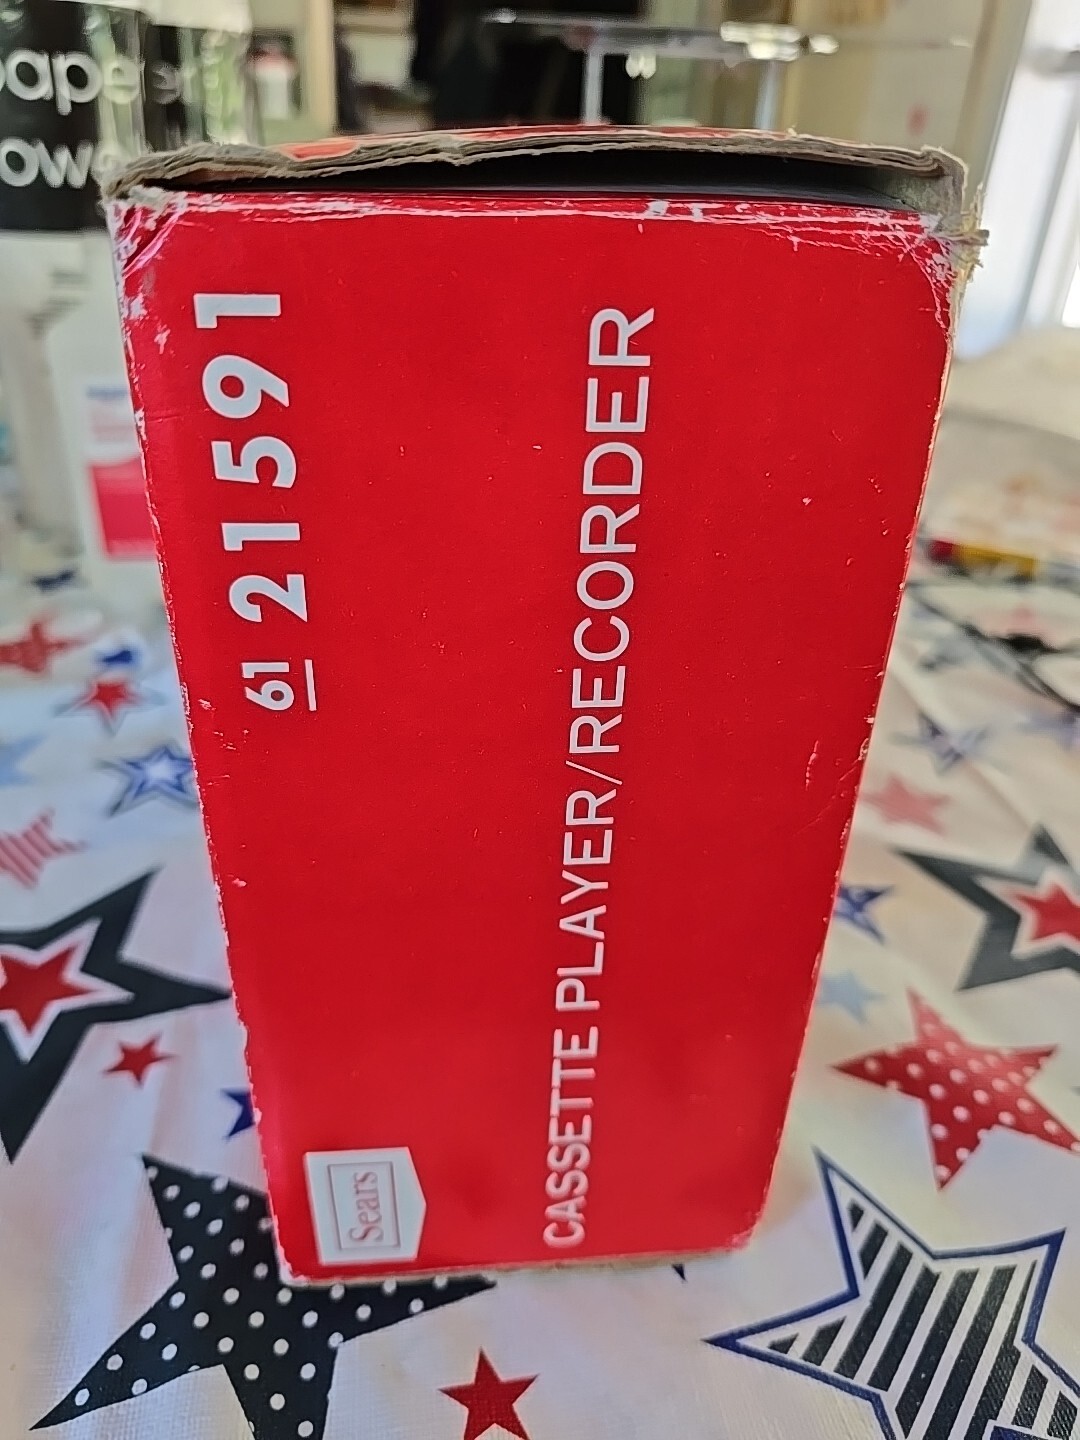 61 21591
CASSETTE PLAYER/RECORDER
Sears